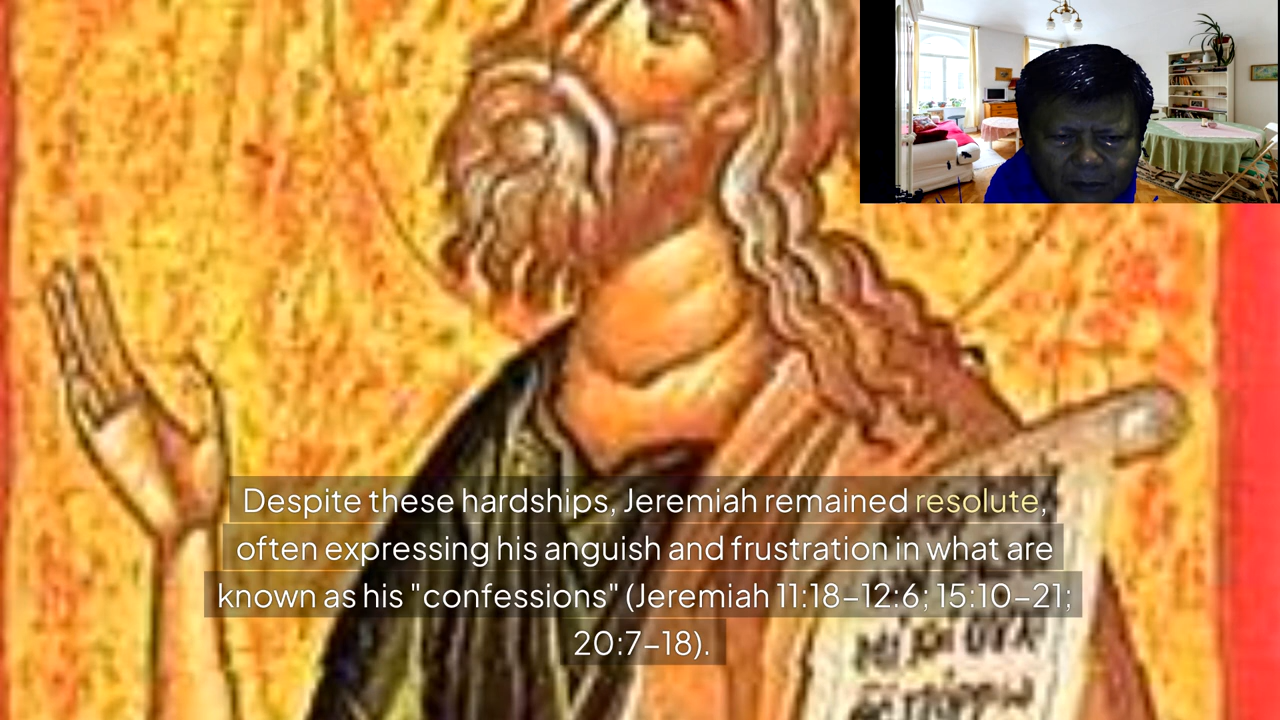 Despite these hardships, Jeremiah remained resolute,
often expressing his anguish and frustration in what are
known as his "confessions" (Jeremiah 11:18–12:6; 15:10–21;
20:7–18).